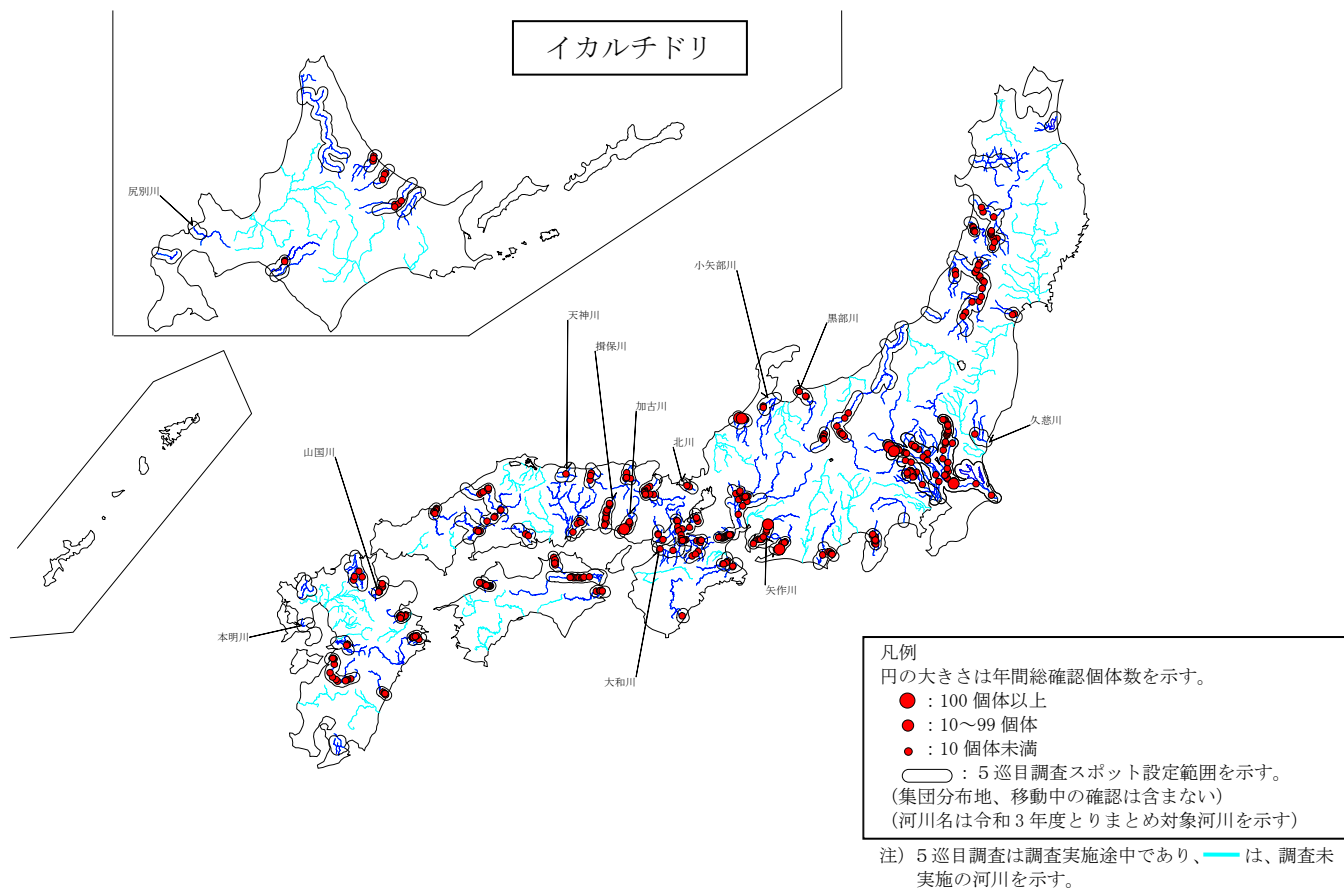 イカルチドリ
尻別川
小矢部川
黒部川
天神川
揖保川
加古川
久慈川
北川
山国川
矢作川
本明川
大和川
凡例
円の大きさは年間総確認個体数を示す。
：100 個体以上
：10～99 個体
：10 個体未満
：５巡目調査スポット設定範囲を示す。
（集団分布地、移動中の確認は含まない）
（河川名は令和３年度とりまとめ対象河川を示す）
注）５巡目調査は調査実施途中であり、 は、調査未
実施の河川を示す。